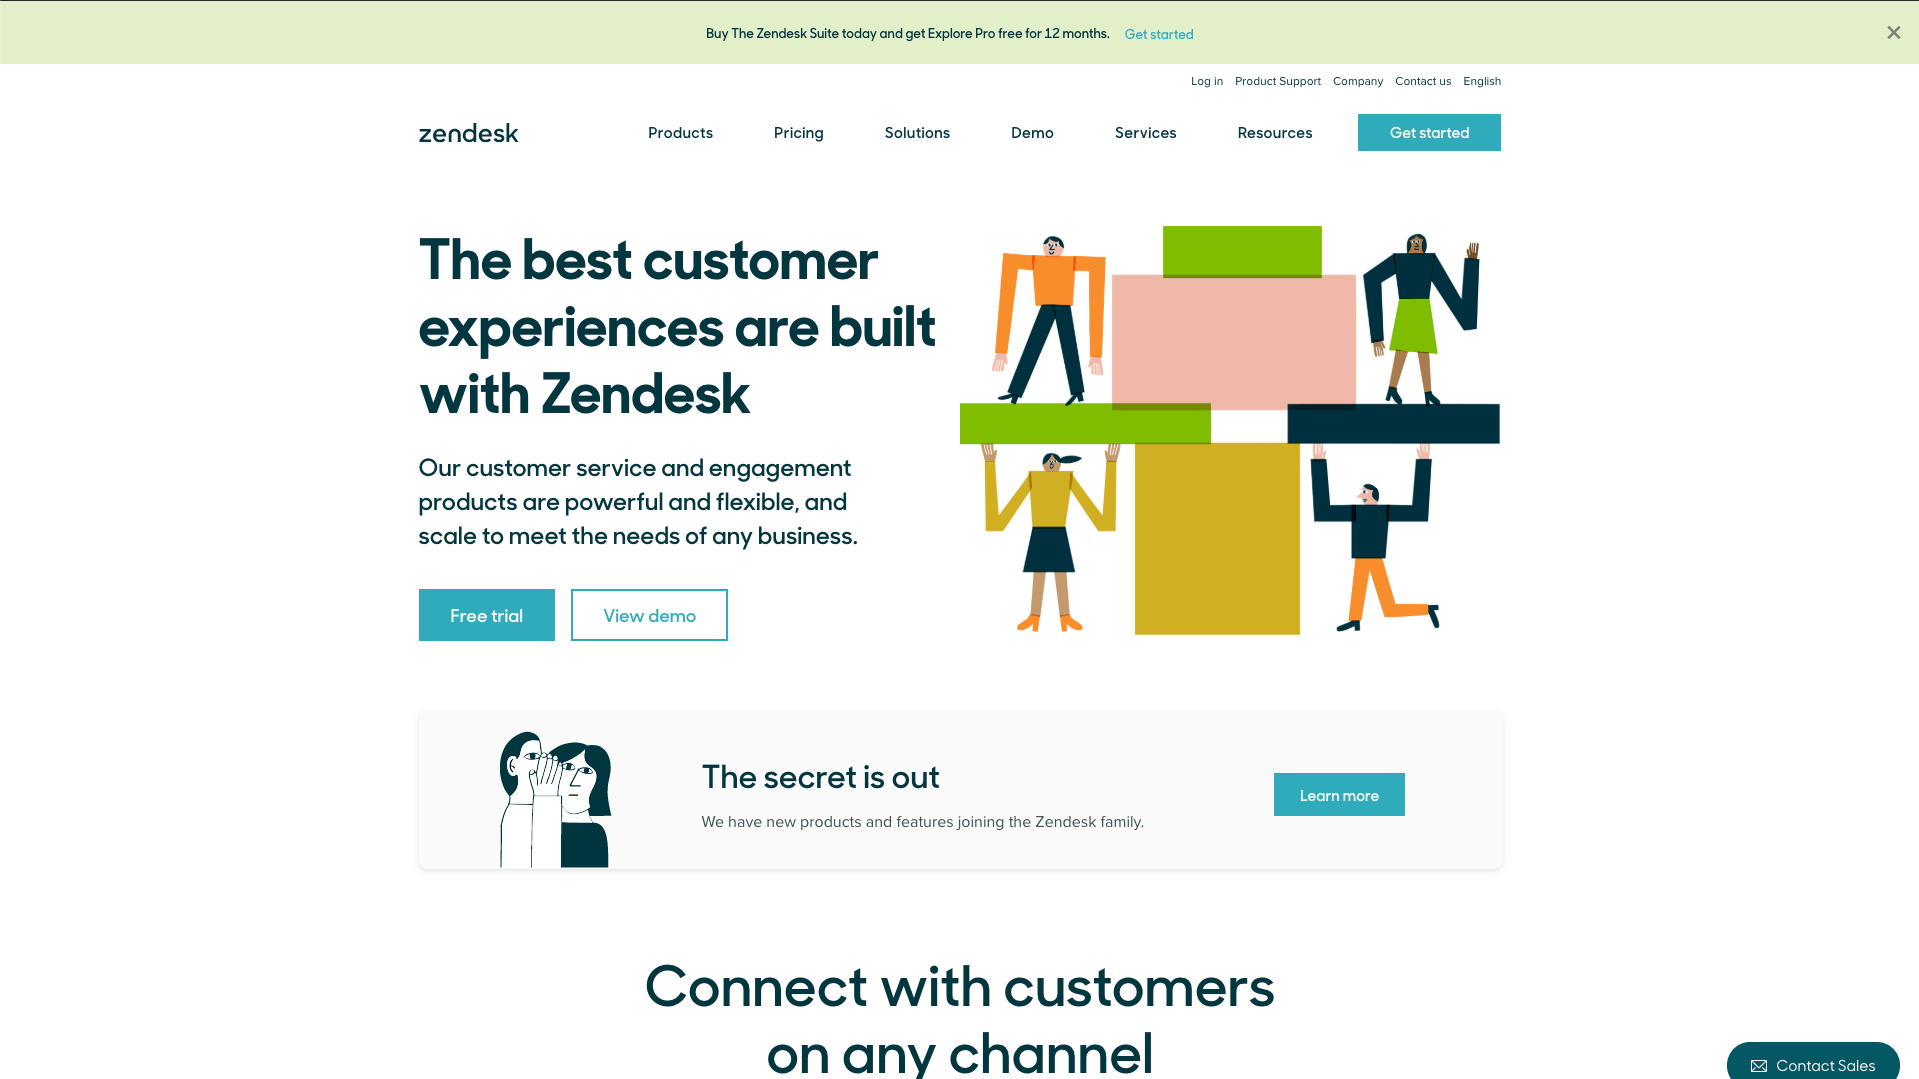 Buy The Zendesk Suite today and get Explore Pro free for 12 months. Get started
Log in Product Support Company Contact us English
zendesk Products Pricing Solutions Demo Services Resources Get started
The best customer
experiences are built
with Zendesk
Our customer service and engagement
products are powerful and flexible, and
scale to meet the needs of any business.
Free trial View demo
The secret is out
We have new products and features joining the Zendesk family.
Learn more
Connect with customers
on any channel
Contact Sales